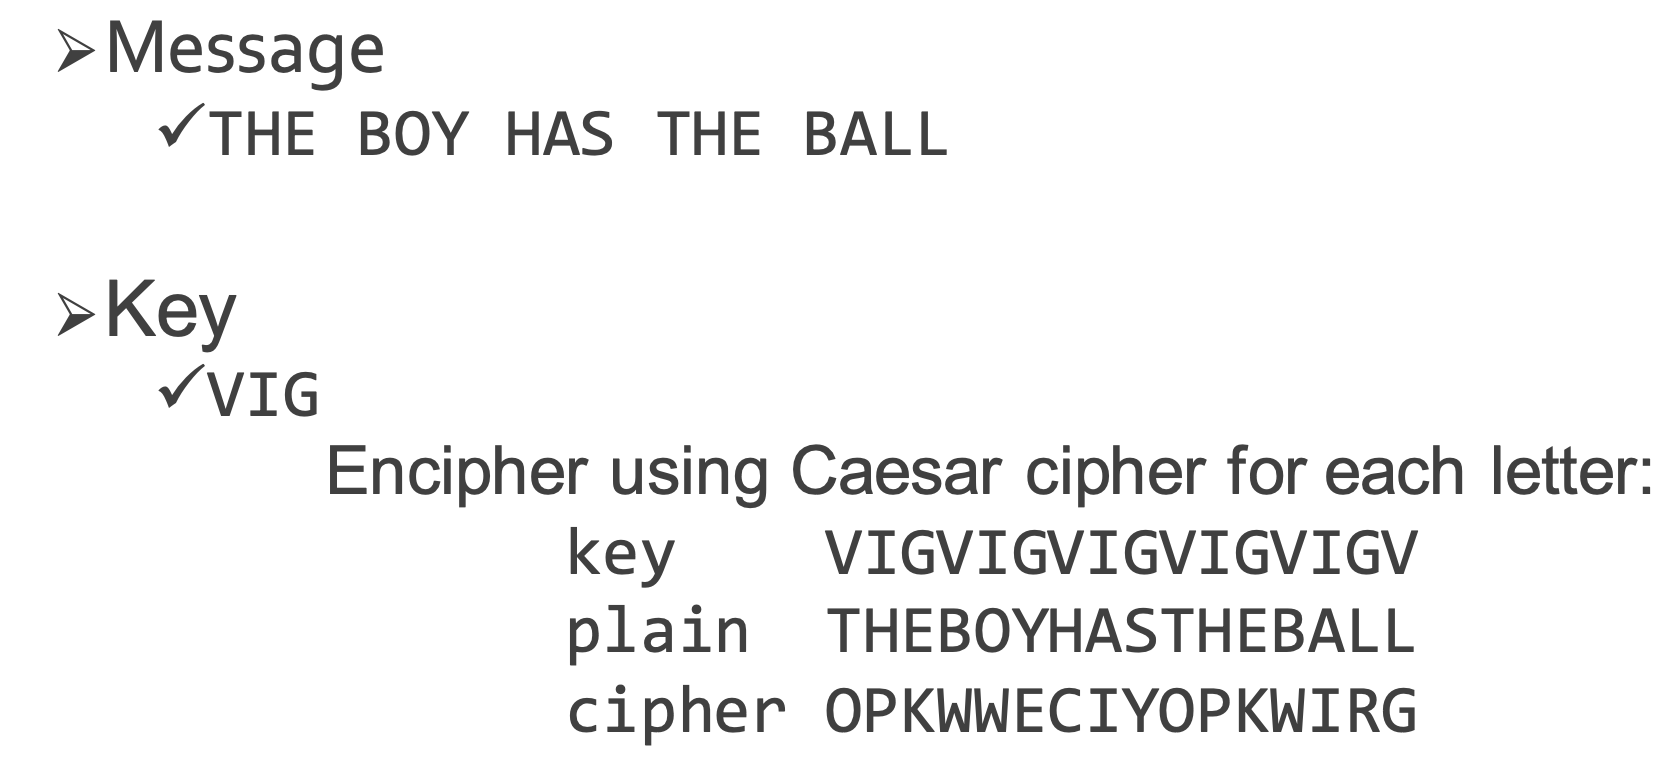 ➢Message
✓THE BOY HAS THE BALL
➢Key
✓VIG
Encipher using Caesar cipher for each letter:
key VIGVIGVIGVIGVIGV
plain THEBOYHASTHEBALL
cipher OPKWWECIYOPKWIRG